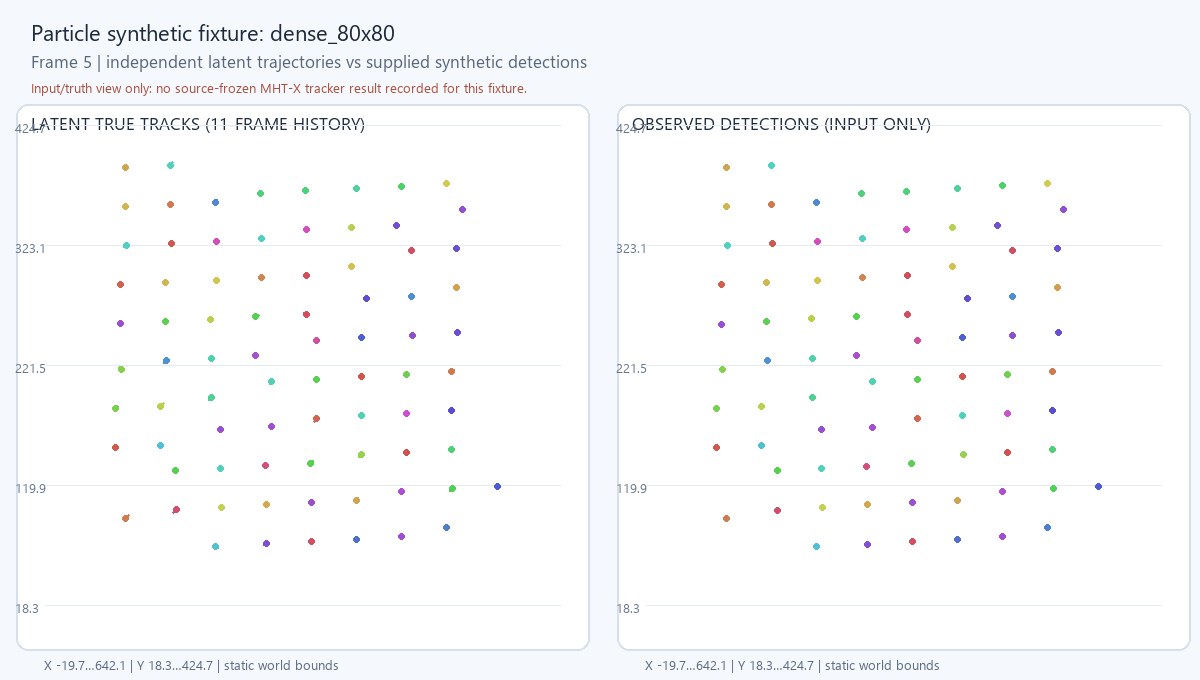 Particle synthetic fixture: dense_80x80
Frame 5 | independent latent trajectories vs supplied synthetic detections
Input/truth view only: no source-frozen MHT-X tracker result recorded for this fixture.
LATENT TRUE TRACKS (11-FRAME HISTORY)
424.7
323.1
221.5
119.9
18.3
X -19.7...642.1 | Y 18.3...424.7 | static world bounds
OBSERVED DETECTIONS (INPUT ONLY)
424.7
323.1
221.5
119.9
18.3
X -19.7...642.1 | Y 18.3...424.7 | static world bounds